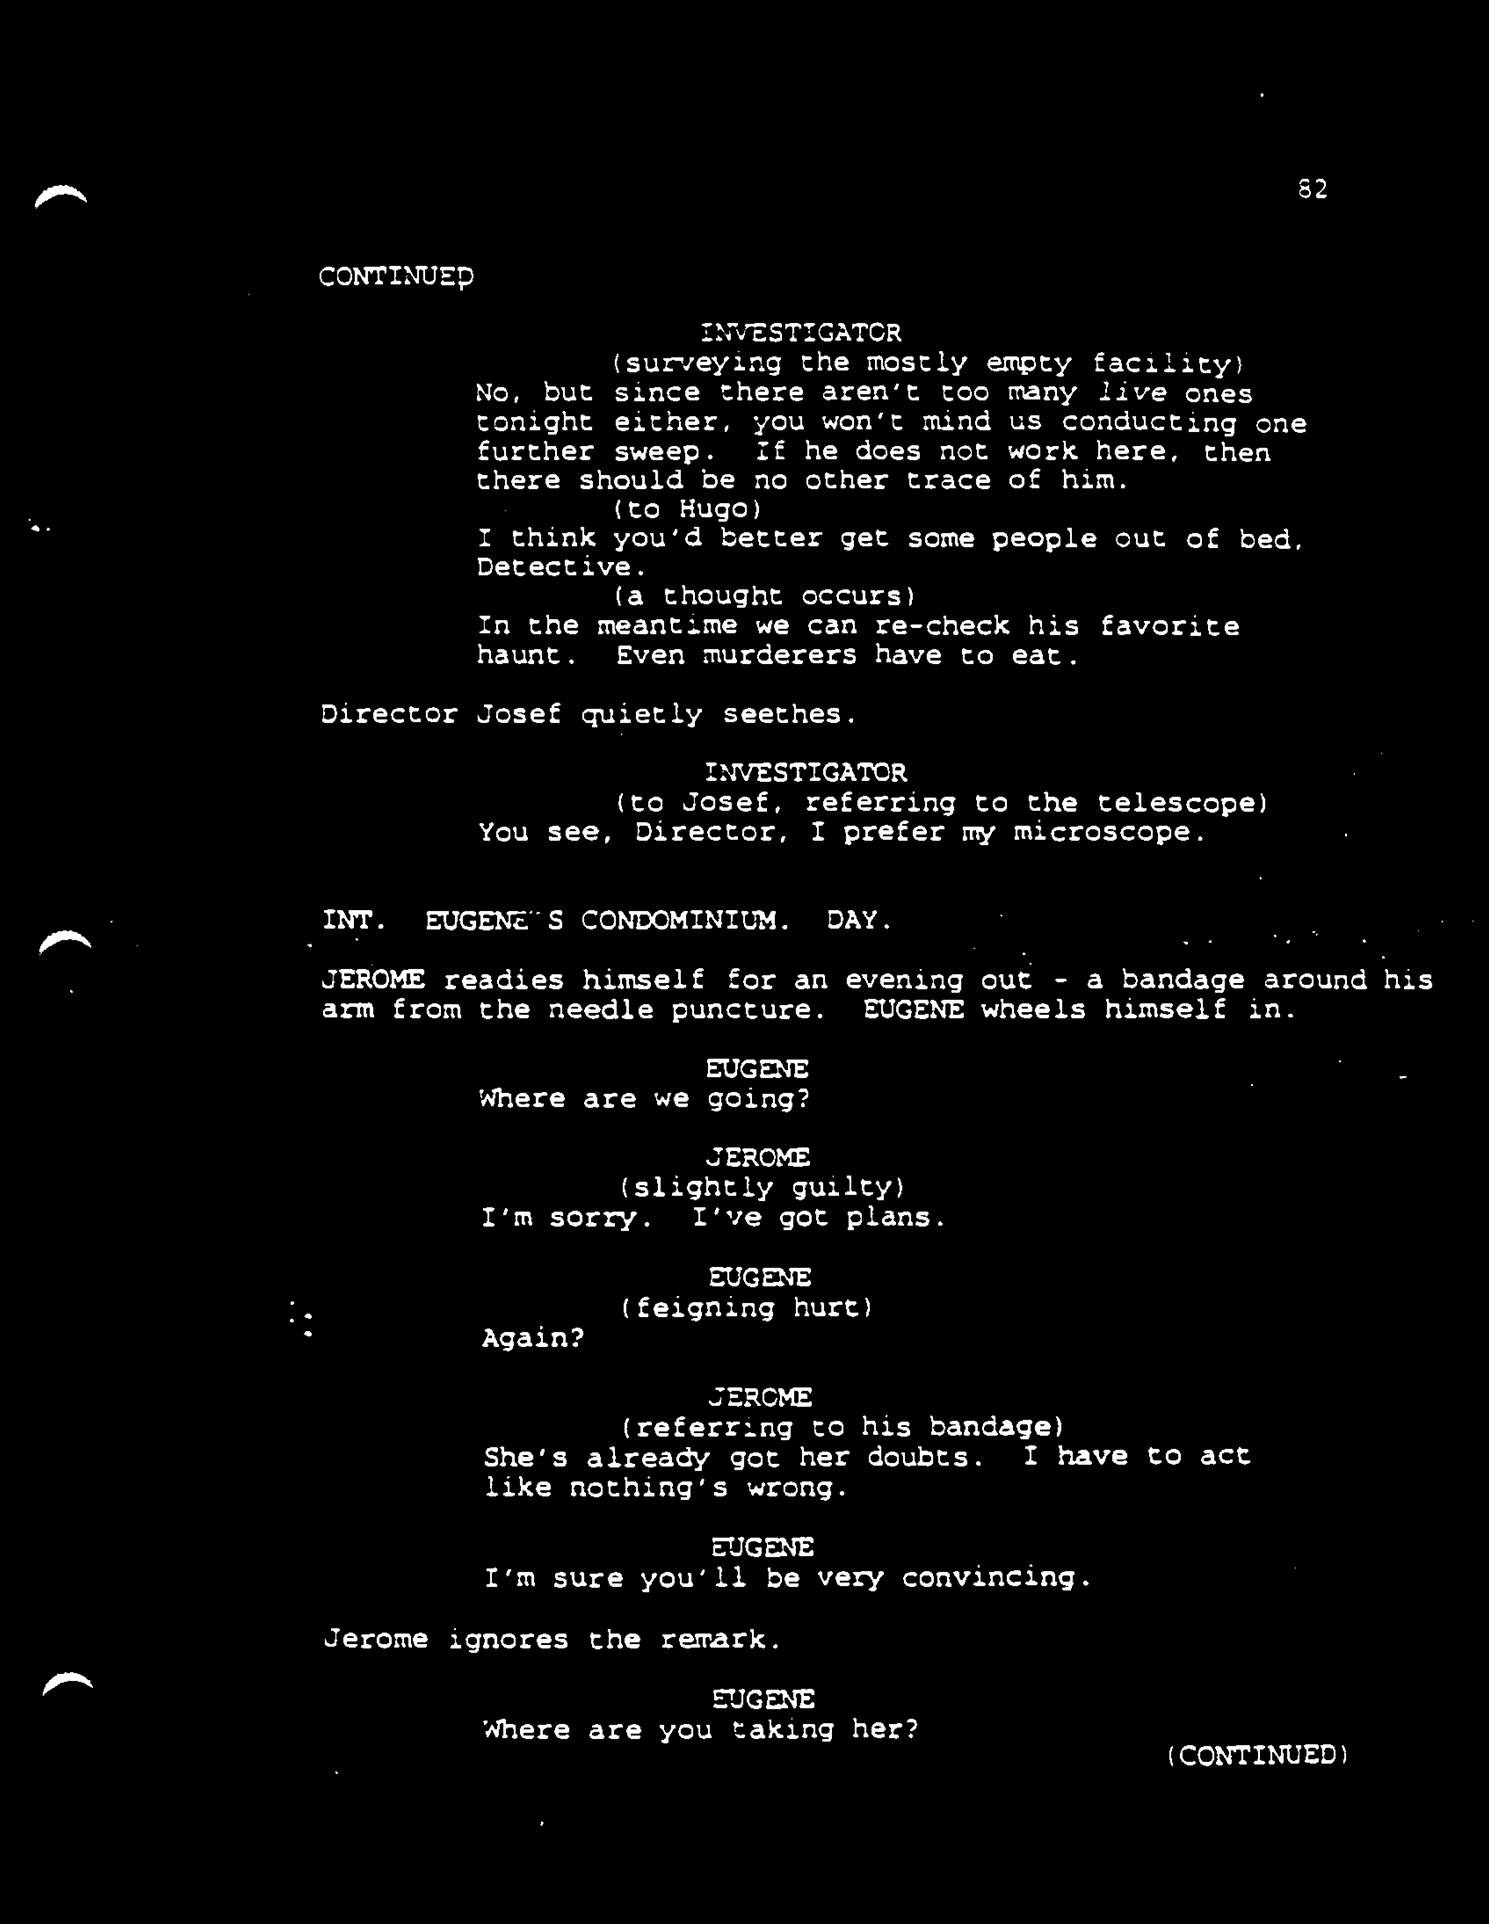 82
CONTINUED
INVESTIGATOR
(surveying the mostly empty facility)
No, but since there aren't too many live ones
tonight either, you won't mind us conducting one
further sweep. If he does not work here, then
there should be no other trace of him.
(to Hugo)
I think you'd better get some people out of bed,
Detective.
(a thought occurs)
In the meantime we can re-check his favorite
haunt. Even murderers have to eat.
Director Josef quietly seethes.
INVESTIGATOR
(to Josef, referring to the telescope)
You see, Director, I prefer my microscope.
INT. EUGENE'S CONDOMINIUM. DAY.
JEROME readies himself for an evening out - a bandage around his
arm from the needle puncture. EUGENE wheels himself in.
EUGENE
Where are we going?
JEROME
(slightly guilty)
I'm sorry. I've got plans.
EUGENE
(feigning hurt)
Again?
JEROME
(referring to his bandage)
She's already got her doubts. I have to act
like nothing's wrong.
EUGENE
I'm sure you'll be very convincing.
Jerome ignores the remark.
EUGENE
Where are you taking her?
(CONTINUED)